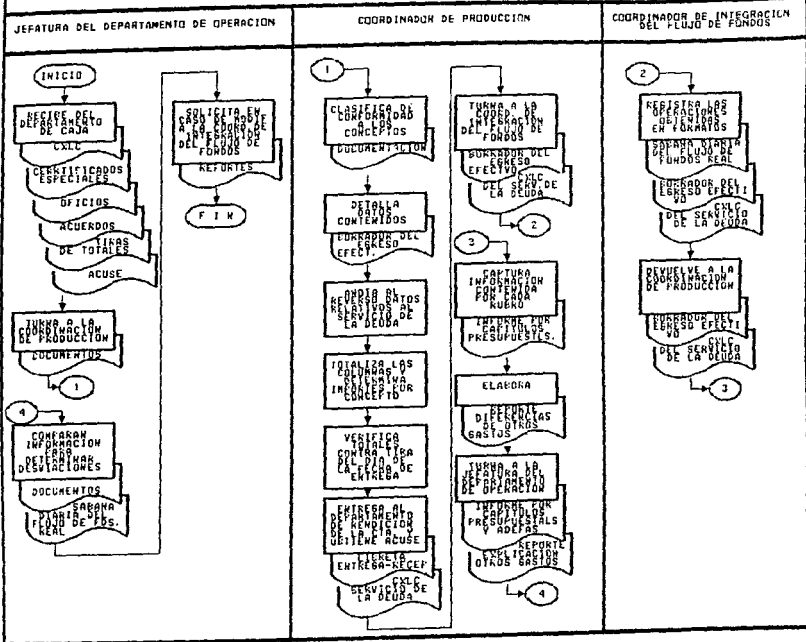 JEFATURA DEL DEPARTAMENTO DE OPERACION
INICIO
RECIBE DEL
DEPARTAMENTO
DE CAJA
CXLC
CERTIFICADOS
ESPECIALES
OFICIOS
ACUERDOS
TIRAS
DE TOTALES
ACUSE
TURNA A LA
COORDINACION
DE PRODUCCION
DOCUMENTOS
1
4
COMPARAN
INFORMACION
PARA
DETERMINAR
DESVIACIONES
DOCUMENTOS
SABANA
DIARIA DEL
FLUJO DE FDS.
REAL
SOLICITA EN
A LA COORD. DE
INTEGRACION
DEL FLUJO DE
FONDOS
REPORTES
F I N
COORDINADOR DE PRODUCCION
1
CLASIFICA DE
CONFORMIDAD
A LOS
CONCEPTOS
DOCUMENTACION
DETALLA
DATOS
CONTENIDOS
BORRADOR DEL
EGRESO
EFECT.
ANOTA AL
REVERSO DATOS
RELATIVOS AL
SERVICIO DE
LA DEUDA
TOTALIZA LAS
COLUMNAS Y
DETERMINA
IMPORTES POR
CONCEPTO
VERIFICA
TOTALES
CONTRA TIRA
DEL DIA DE
LA FECHA DE
ENTREGA
ENTREGA AL
DEPARTAMENTO
DE RENDICION
DE LA CTA. Y
OBTIENE ACUSE
LIBRETA
ENTREGA-RECEP
CXLC
SERVICIO DE
LA DEUDA
TURNA A LA
COORD. DE
INTEGRACION
DEL FLUJO DE
FONDOS
BORRADOR DEL
EGRESO
EFECTVO
CXLC
DEL SERV. DE
LA DEUDA
2
3
CAPTURA
INFORMACION
CONTENIDA
POR CADA
RUBRO
INFORME POR
CAPITULOS
PRESUPUESTLS.
ELABORA
REPORTE
DIFERENCIAS
DE OTROS
GASTOS
TURNA A LA
JEFATURA DEL
DEPARTAMENTO
DE OPERACION
INFORME POR
CAPITULOS
PRESUPUESTALS
Y ADEFAS
REPORTE
EXPLICACION
OTROS GASTOS
4
COORDINADOR DE INTEGRACION
DEL FLUJO DE FONDOS
2
REGISTRA LAS
OPERACIONES
OBTENIDAS
EN FORMATOS
SABANA DIARIA
DEL FLUJO DE
FONDOS REAL
BORRADOR DEL
EGRESO EFECTI
VO
CXLC
DEL SERVICIO
DE LA DEUDA
DEVUELVE A LA
COORDINACION
DE PRODUCCION
BORRADOR DEL
EGRESO EFECTI
VO
CXLC
DEL SERVICIO
DE LA DEUDA
3